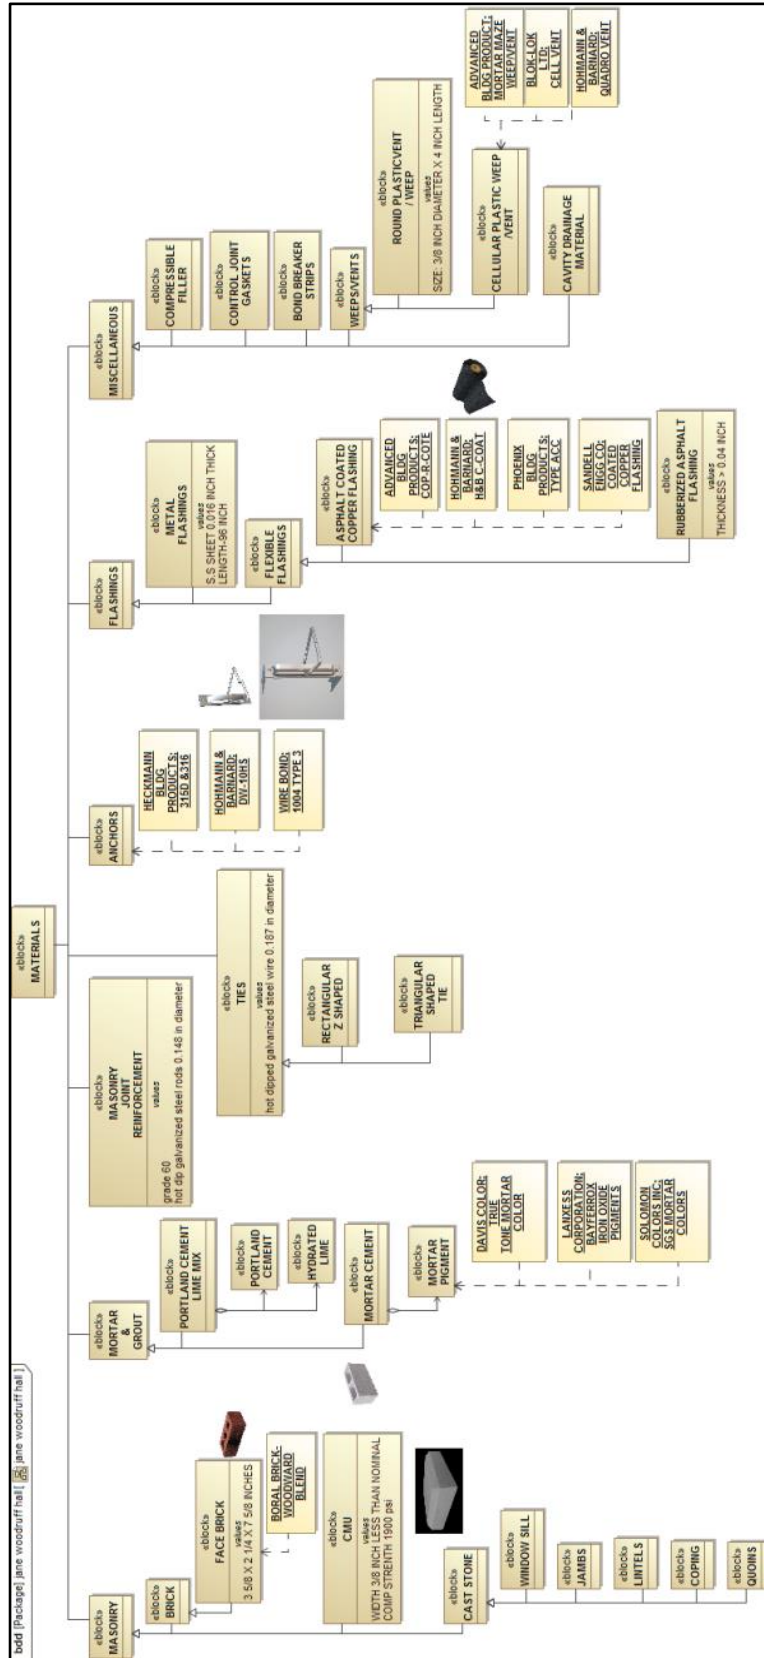 bdd [Package] jane woodruff hall [ jane woodruff hall ]
«block»
MATERIALS
«block»
MASONRY
«block»
BRICK
«block»
FACE BRICK
values
3 5/8 X 2 1/4 X 7 5/8 INCHES
BORAL BRICK-
WOODWARD
BLEND
«block»
CMU
values
WIDTH 3/8 INCH LESS THAN NOMINAL
COMP STRENTH 1900 psi
«block»
CAST STONE
«block»
WINDOW SILL
«block»
JAMBS
«block»
LINTELS
«block»
COPING
«block»
QUOINS
«block»
MORTAR
&
GROUT
«block»
PORTLAND CEMENT
LIME MIX
«block»
PORTLAND
CEMENT
«block»
HYDRATED
LIME
«block»
MORTAR CEMENT
«block»
MORTAR
PIGMENT
DAVIS COLOR;
TRUE
TONE MORTAR
COLOR
LANXESS
CORPORATION;
BAYFERROX
IRON OXIDE
PIGMENTS
SOLOMON
COLORS INC;
SGS MORTAR
COLORS
«block»
MASONRY
JOINT
REINFORCEMENT
values
grade 60
hot dip galvanized steel rods 0.148 in diameter
«block»
TIES
values
hot dipped galvanized steel wire 0.187 in diameter
«block»
RECTANGULAR
Z SHAPED
«block»
TRIANGULAR
SHAPED
TIE
«block»
ANCHORS
HECKMANN
BLDG
PRODUCTS;
315D &316
HOHMANN &
BARNARD;
DW-10HS
WIRE BOND;
1004 TYPE 3
«block»
FLASHINGS
«block»
METAL
FLASHINGS
values
S.S SHEET 0.016 INCH THICK
LENGTH-96 INCH
«block»
FLEXIBLE
FLASHINGS
«block»
ASPHALT COATED
COPPER FLASHING
ADVANCED
BLDG
PRODUCTS;
COP-R-COTE
HOHMANN &
BARNARD;
H&B C-COAT
PHOENIX
BLDG
PRODUCTS;
TYPE ACC
SANDELL
ENGG CO;
COATED
COPPER
FLASHING
«block»
RUBBERIZED ASPHALT
FLASHING
values
THICKNESS > 0.04 INCH
«block»
MISCELLANEOUS
«block»
COMPRESSIBLE
FILLER
«block»
CONTROL JOINT
GASKETS
«block»
BOND BREAKER
STRIPS
«block»
WEEPS/VENTS
«block»
ROUND PLASTICVENT
/ WEEP
values
SIZE: 3/8 INCH DIAMETER X 4 INCH LENGTH
«block»
CELLULAR PLASTIC WEEP
/VENT
ADVANCED
BLDG PRODUCT;
MORTAR MAZE
WEEP/VENT
BLOK-LOK
LTD;
CELL VENT
HOHMANN &
BARNARD;
QUADRO VENT
«block»
CAVITY DRAINAGE
MATERIAL